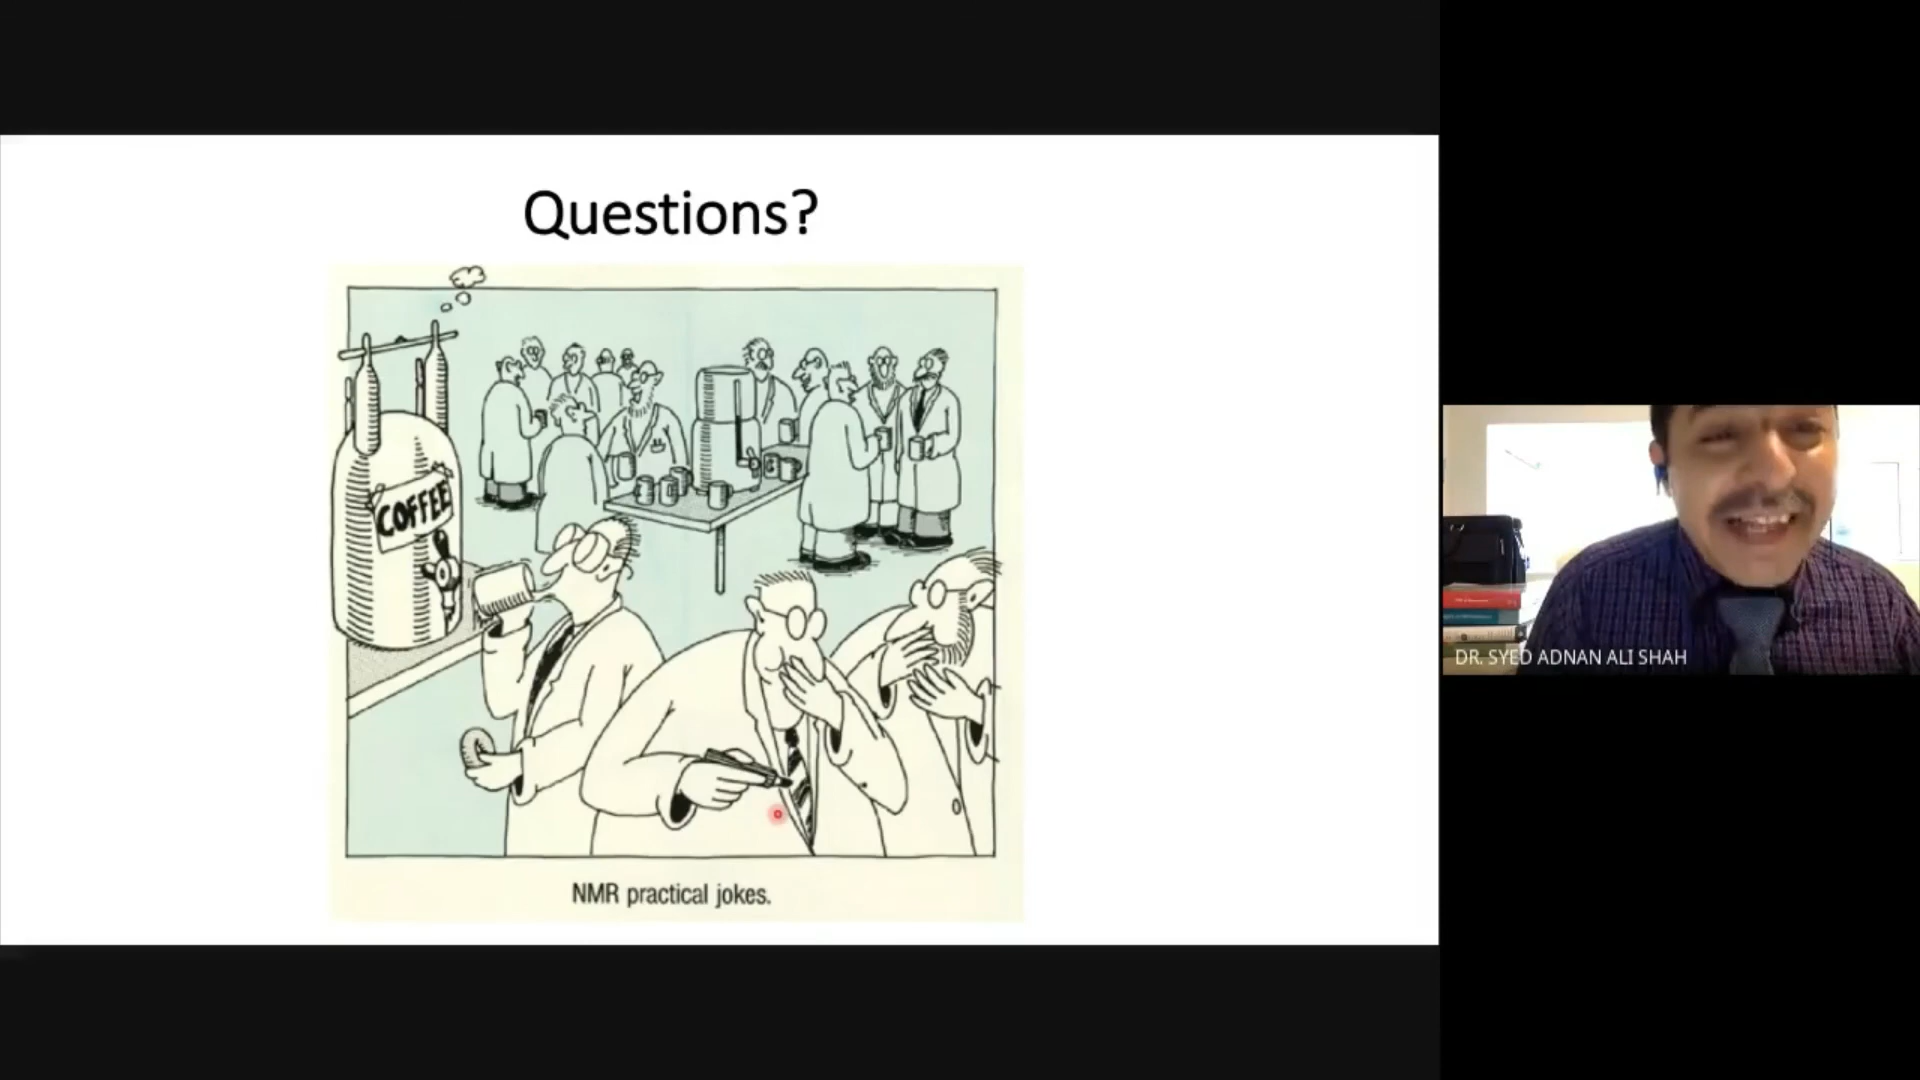 Questions?
COFFEE
NMR practical jokes.
DR. SYED ADNAN ALI SHAH